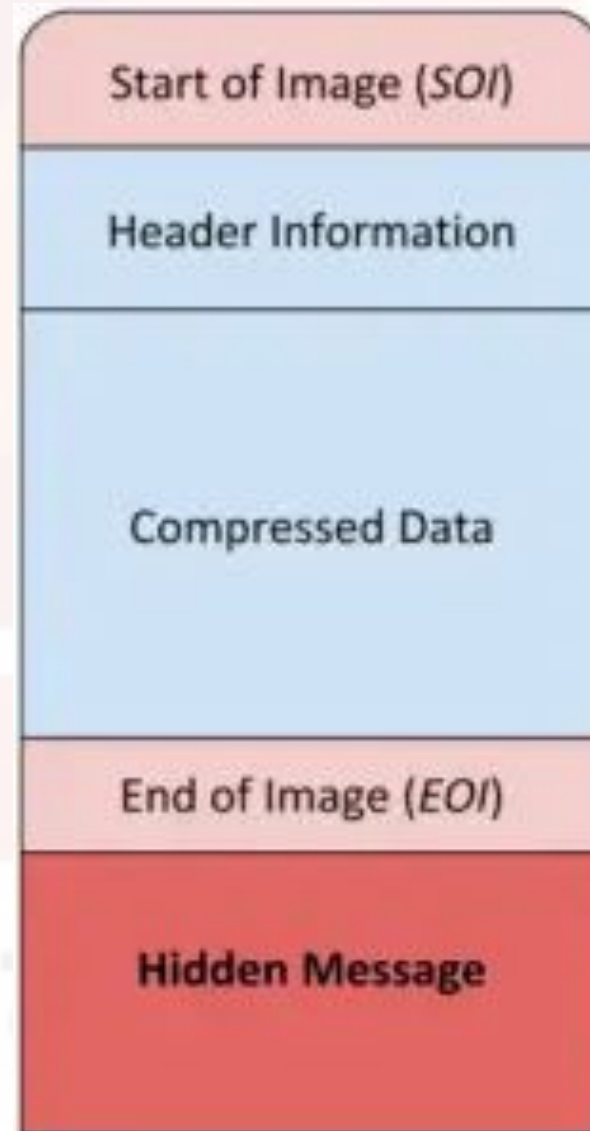 Start of Image (SOI)
Header Information
Compressed Data
End of Image (EOI)
Hidden Message